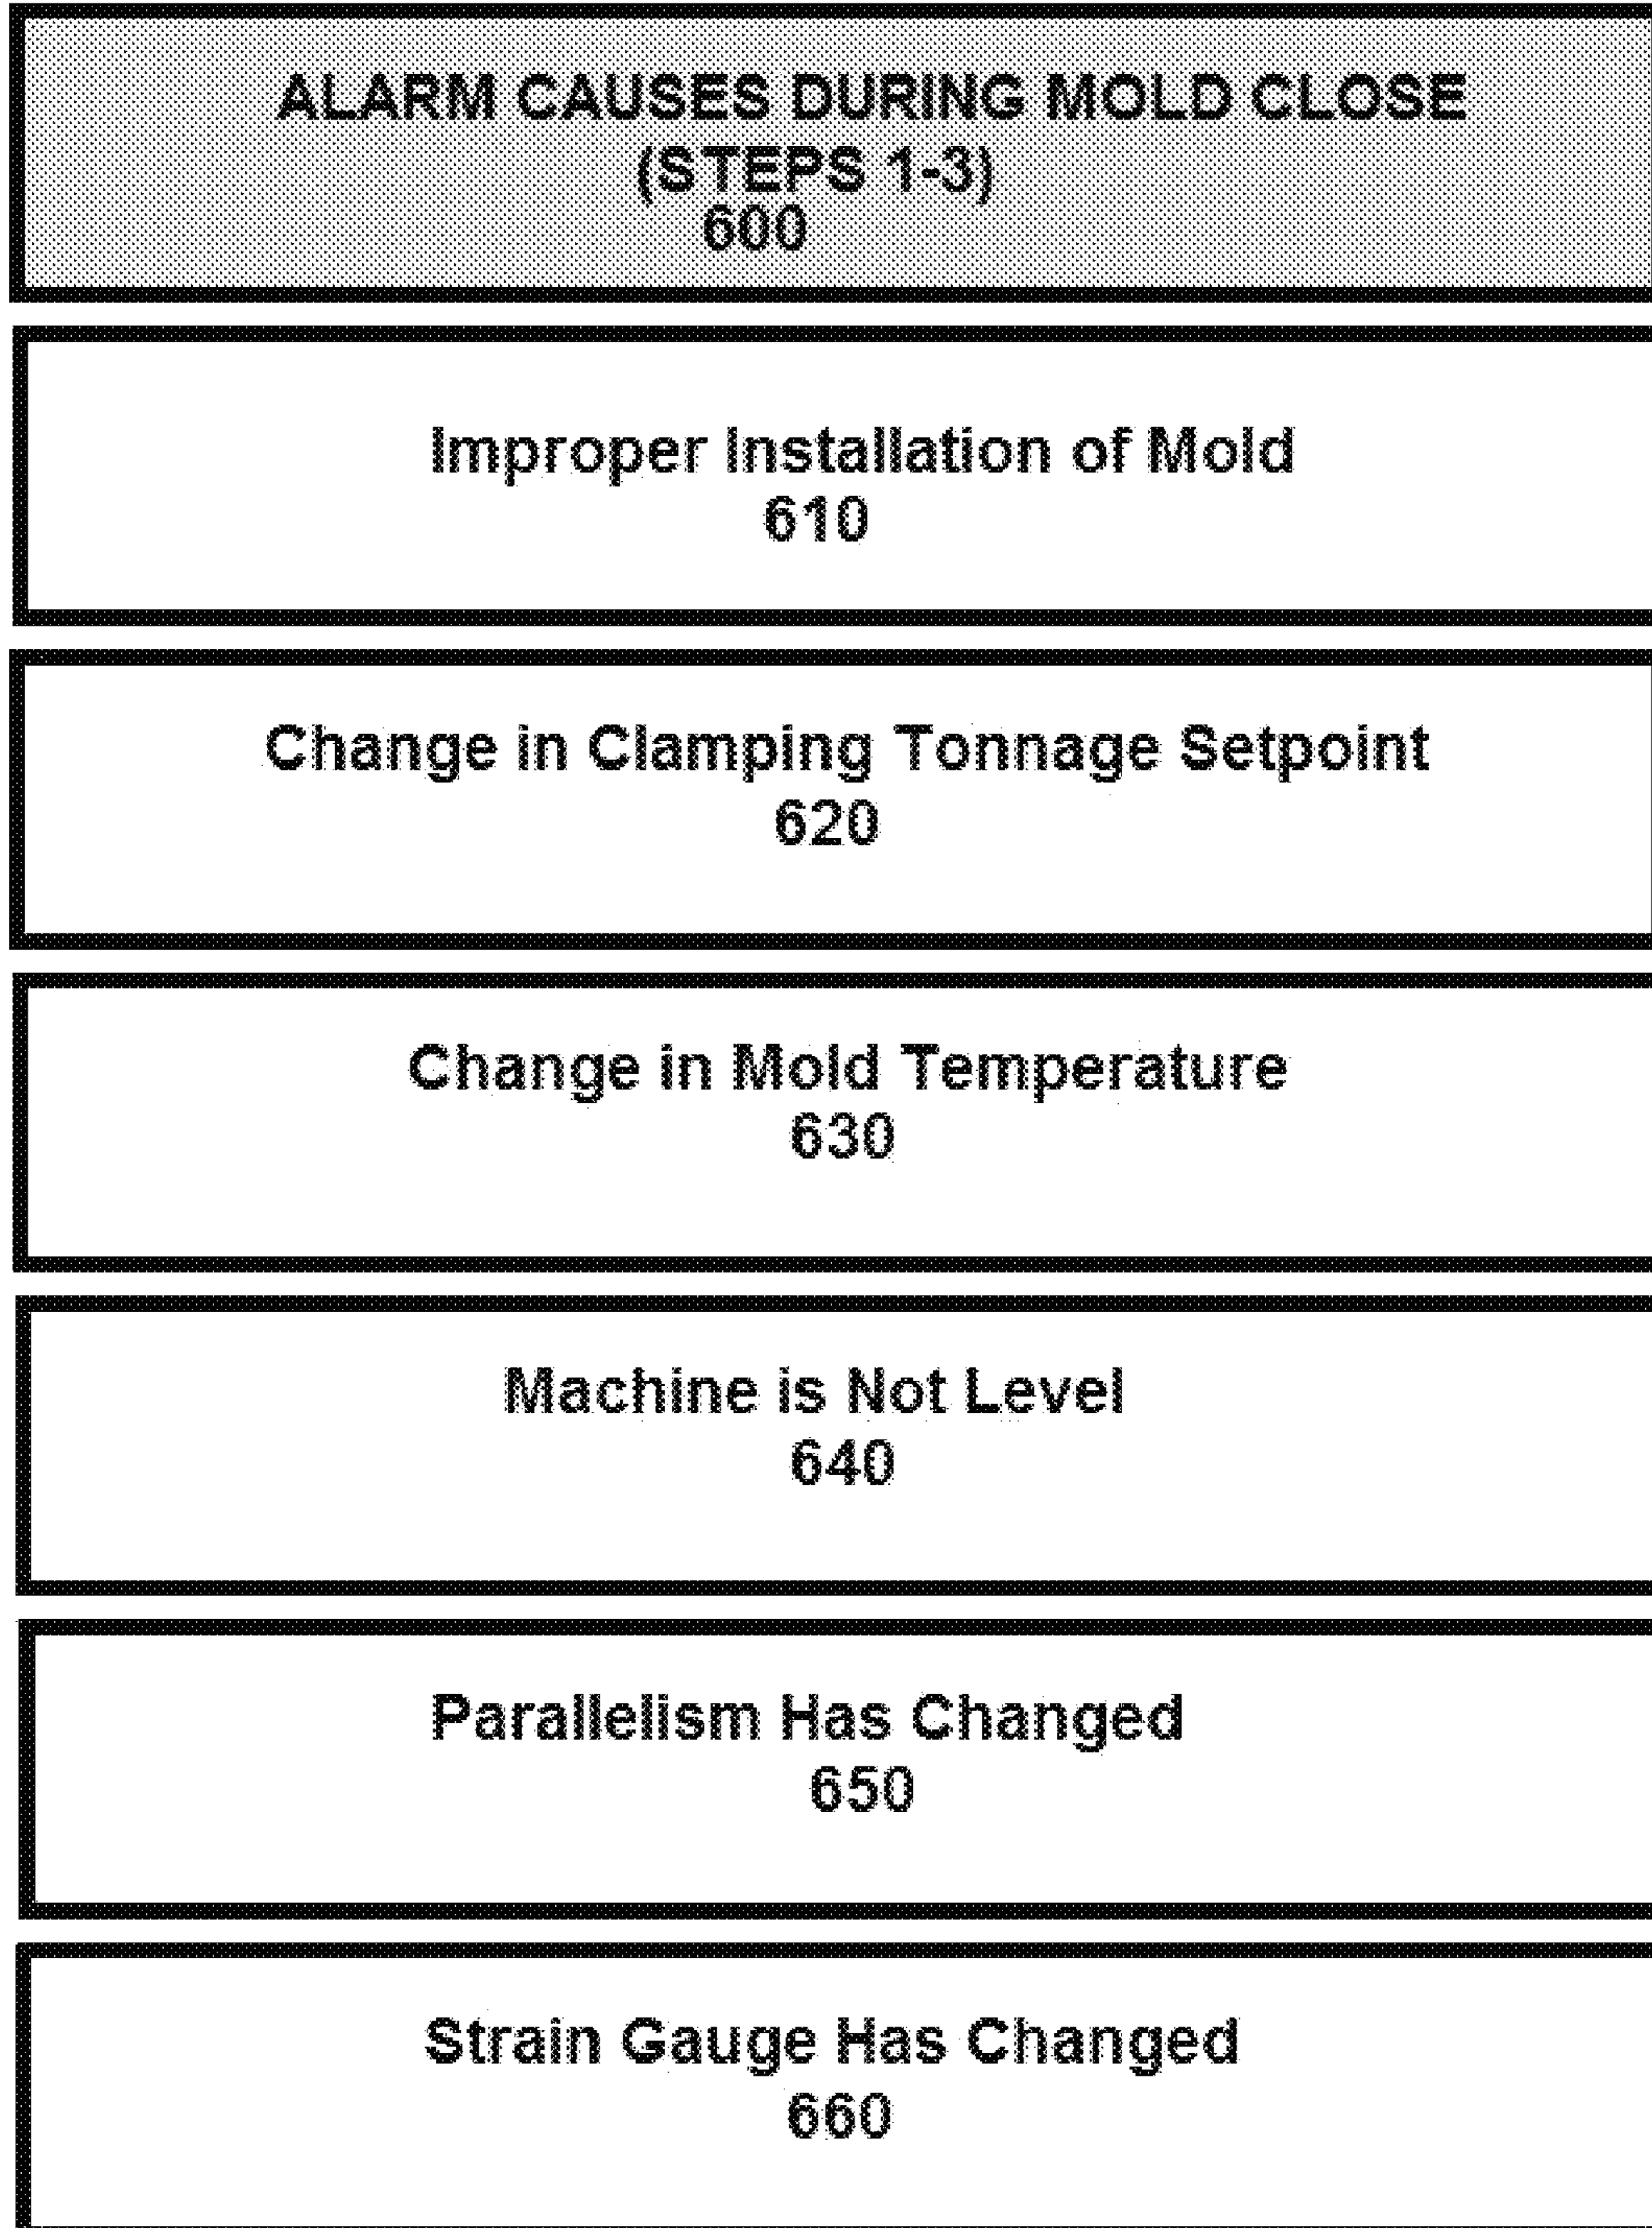 ALARM CAUSES DURING MOLD CLOSE
(STEPS 1-3)
600
Improper Installation of Mold
610
Change in Clamping Tonnage Setpoint
620
Change in Mold Temperature
630
Machine is Not Level
640
Parallelism Has Changed
650
Strain Gauge Has Changed
660